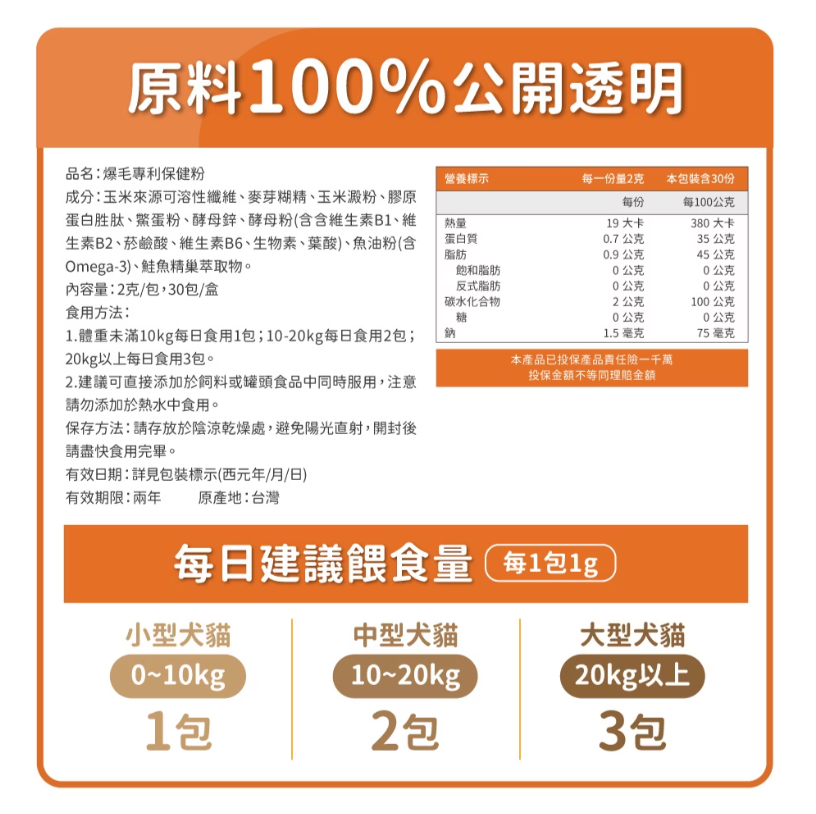 原料100%公開透明
品名：爆毛專利保健粉
成分：玉米來源可溶性纖維、麥芽糊精、玉米澱粉、膠原
蛋白胜肽、鱉蛋粉、酵母鋅、酵母粉(含含維生素B1、維
生素B2、菸鹼酸、維生素B6、生物素、葉酸)、魚油粉(含
Omega-3)、鮭魚精巢萃取物。
內容量：2克/包，30包/盒
食用方法：
1.體重未滿10kg每日食用1包；10-20kg每日食用2包；
20kg以上每日食用3包。
2.建議可直接添加於飼料或罐頭食品中同時服用，注意
請勿添加於熱水中食用。
保存方法：請存放於陰涼乾燥處，避免陽光直射，開封後
請盡快食用完畢。
有效日期：詳見包裝標示(西元年/月/日)
有效期限：兩年 原產地：台灣
營養標示 每一份量2克 本包裝含30份
每份 每100公克
熱量 19 大卡 380 大卡
蛋白質 0.7 公克 35 公克
脂肪 0.9 公克 45 公克
飽和脂肪 0 公克 0 公克
反式脂肪 0 公克 0 公克
碳水化合物 2 公克 100 公克
糖 0 公克 0 公克
鈉 1.5 毫克 75 毫克
本產品已投保產品責任險一千萬
投保金額不等同理賠金額
每日建議餵食量 每1包1g
小型犬貓
0~10kg
1包
中型犬貓
10~20kg
2包
大型犬貓
20kg以上
3包